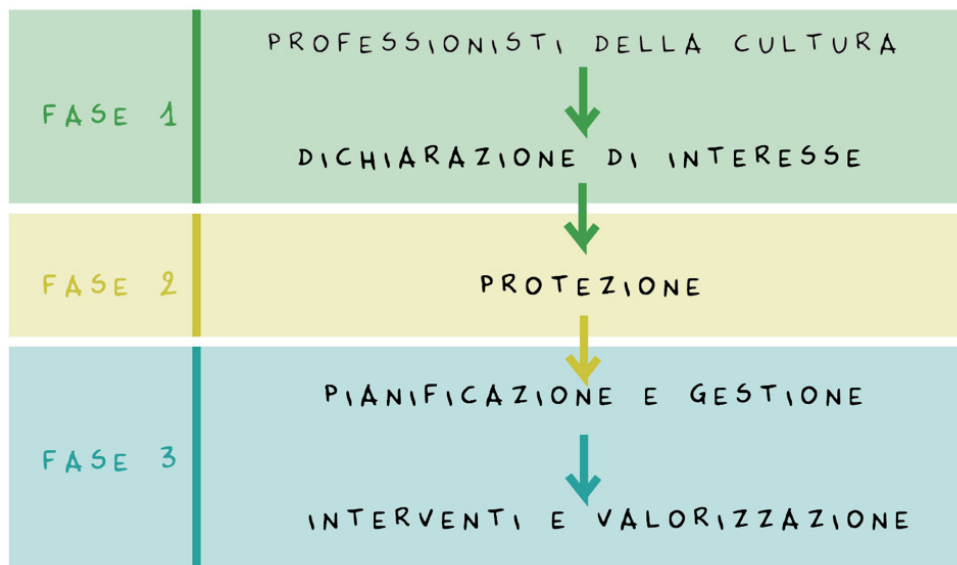 PROFESSIONISTI DELLA CULTURA
FASE 1
DICHIARAZIONE DI INTERESSE
FASE 2
PROTEZIONE
PIANIFICAZIONE E GESTIONE
FASE 3
INTERVENTI E VALORIZZAZIONE